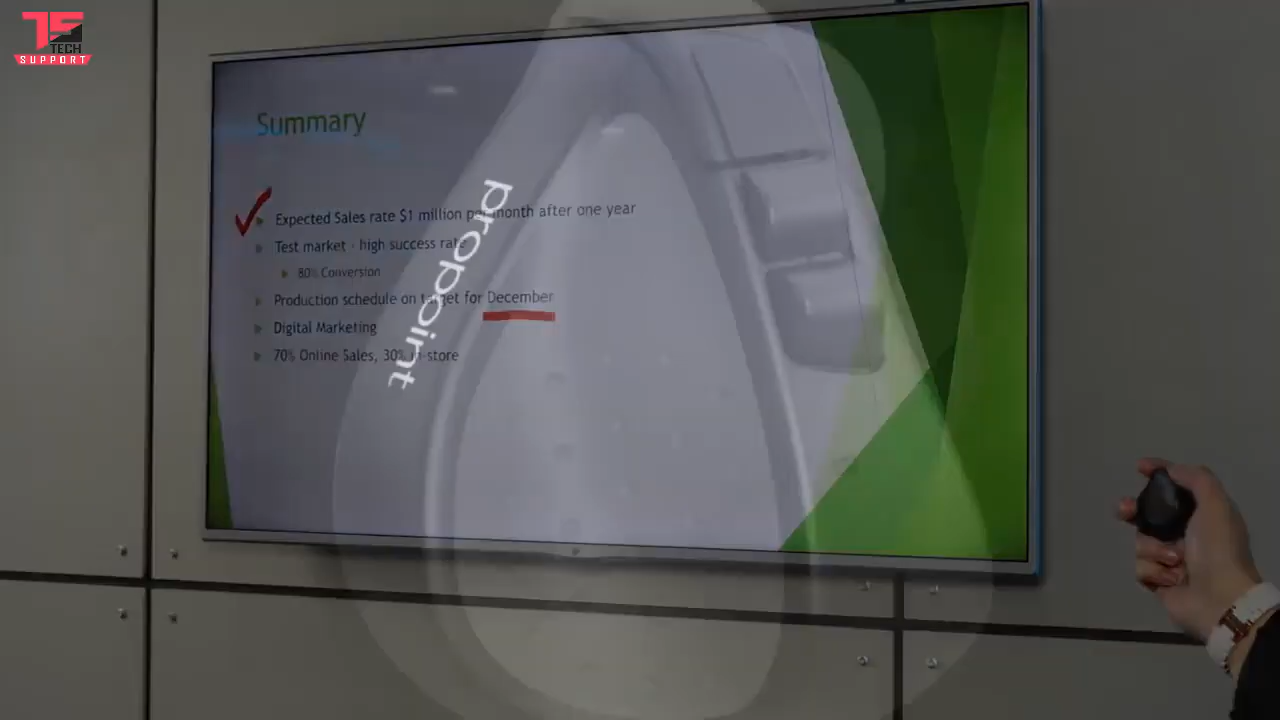 TECH
SUPPORT
Summary
Expected Sales rate $1 million per month after one year
Test market - high success rate
80% Conversion
Production schedule on target for December
Digital Marketing
70% Online Sales, 30% in-store
propoint